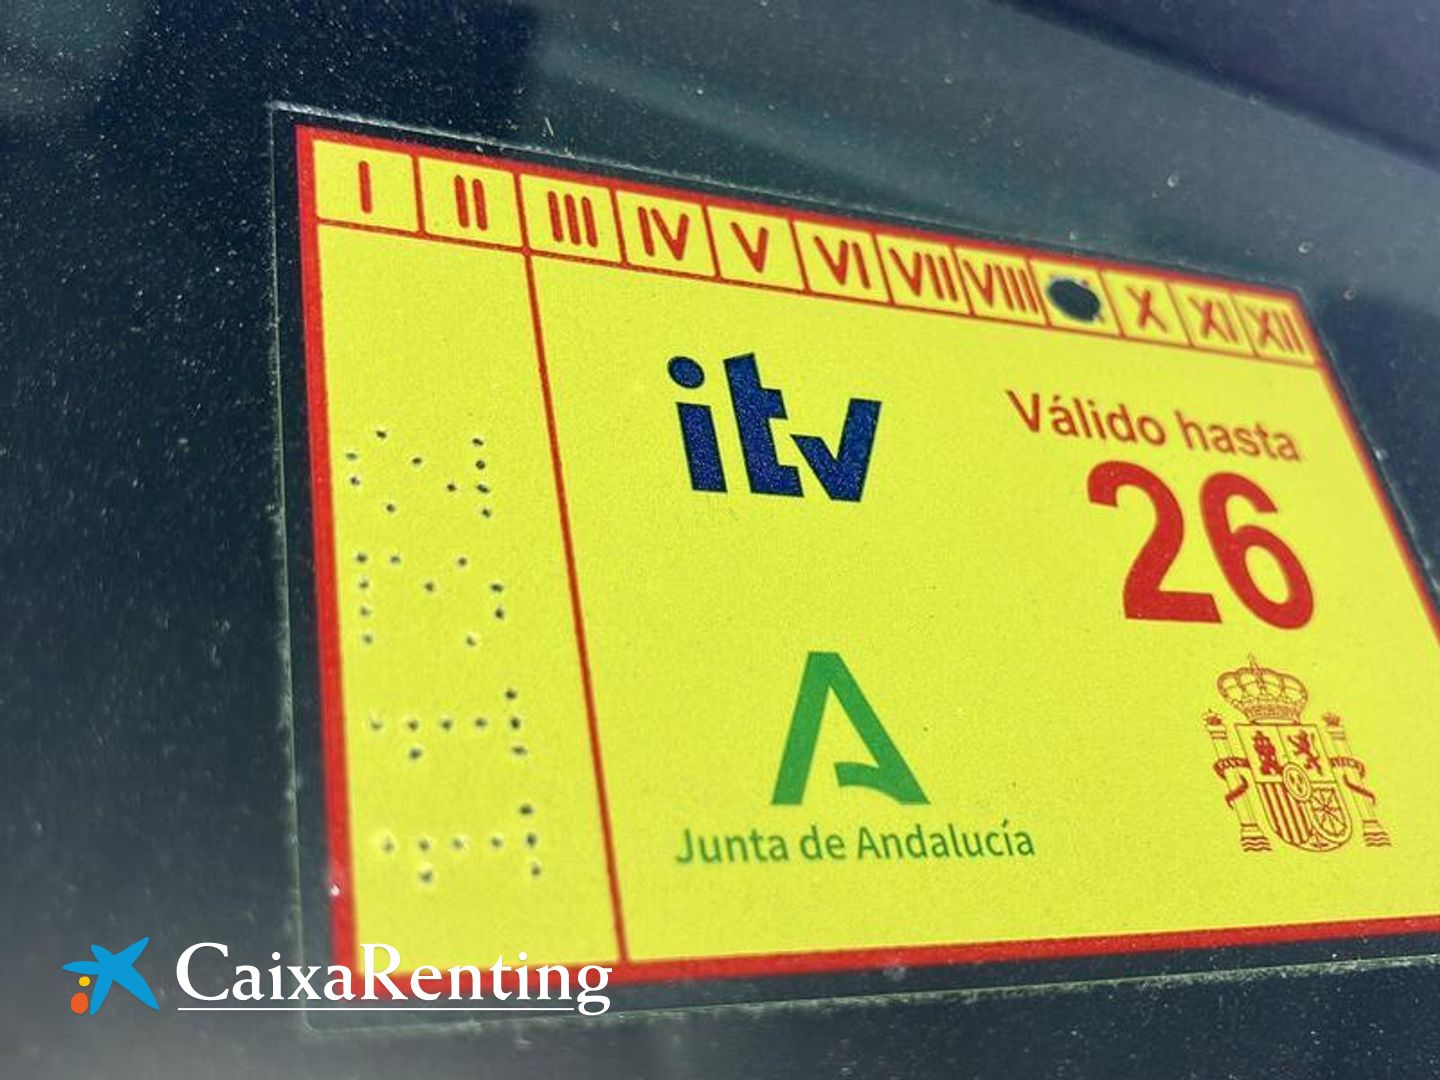 I II III IV V VI VII VIII X XI XII
itv
Válido hasta
26
Junta de Andalucía
CaixaRenting